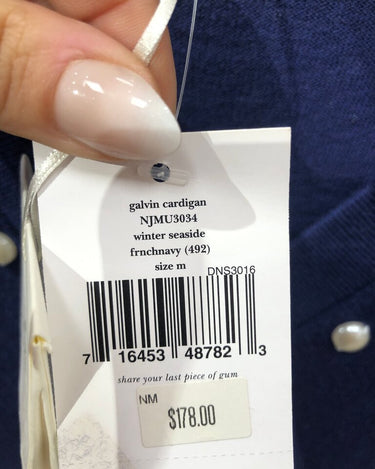 galvin cardigan
NJMU3034
winter seaside
frnchnavy (492)
size m
DNS3016
7 16453 48782 3
share your last piece of gum
NM
$178.00